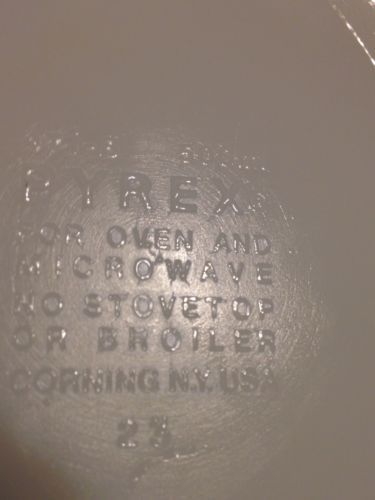 PYREX
FOR OVEN AND
MICROWAVE
NO STOVETOP
OR BROILER
CORNING N.Y. USA
23